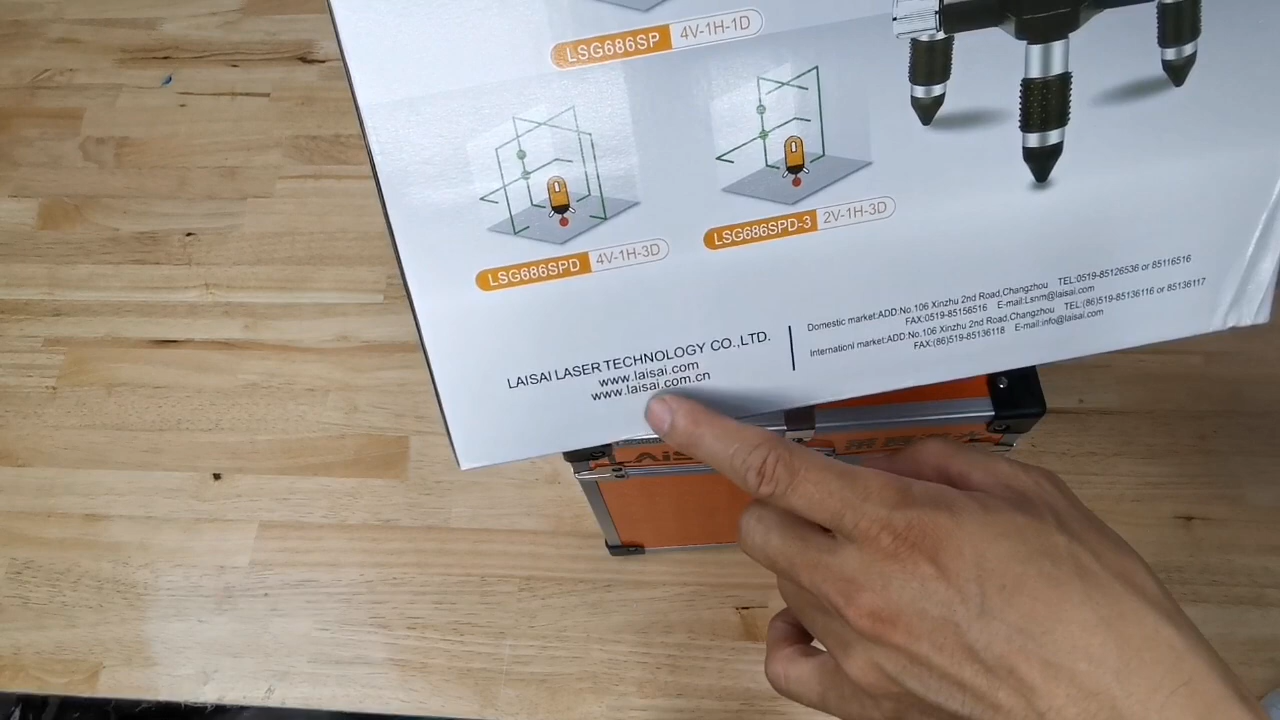 LSG686SP 4V-1H-1D
LSG686SPD 4V-1H-3D
LSG686SPD-3 2V-1H-3D
LAISAI LASER TECHNOLOGY CO.,LTD.
www.laisai.com
www.laisai.com.cn
Domestic market:ADD:No.106 Xinzhu 2nd Road,Changzhou TEL:0519-85126536 or 85116516
FAX:0519-85156516 E-mail:Lsnm@laisai.com
Internationl market:ADD:No.106 Xinzhu 2nd Road,Changzhou TEL:(86)519-85136116 or 85136117
FAX:(86)519-85136118 E-mail:info@laisai.com